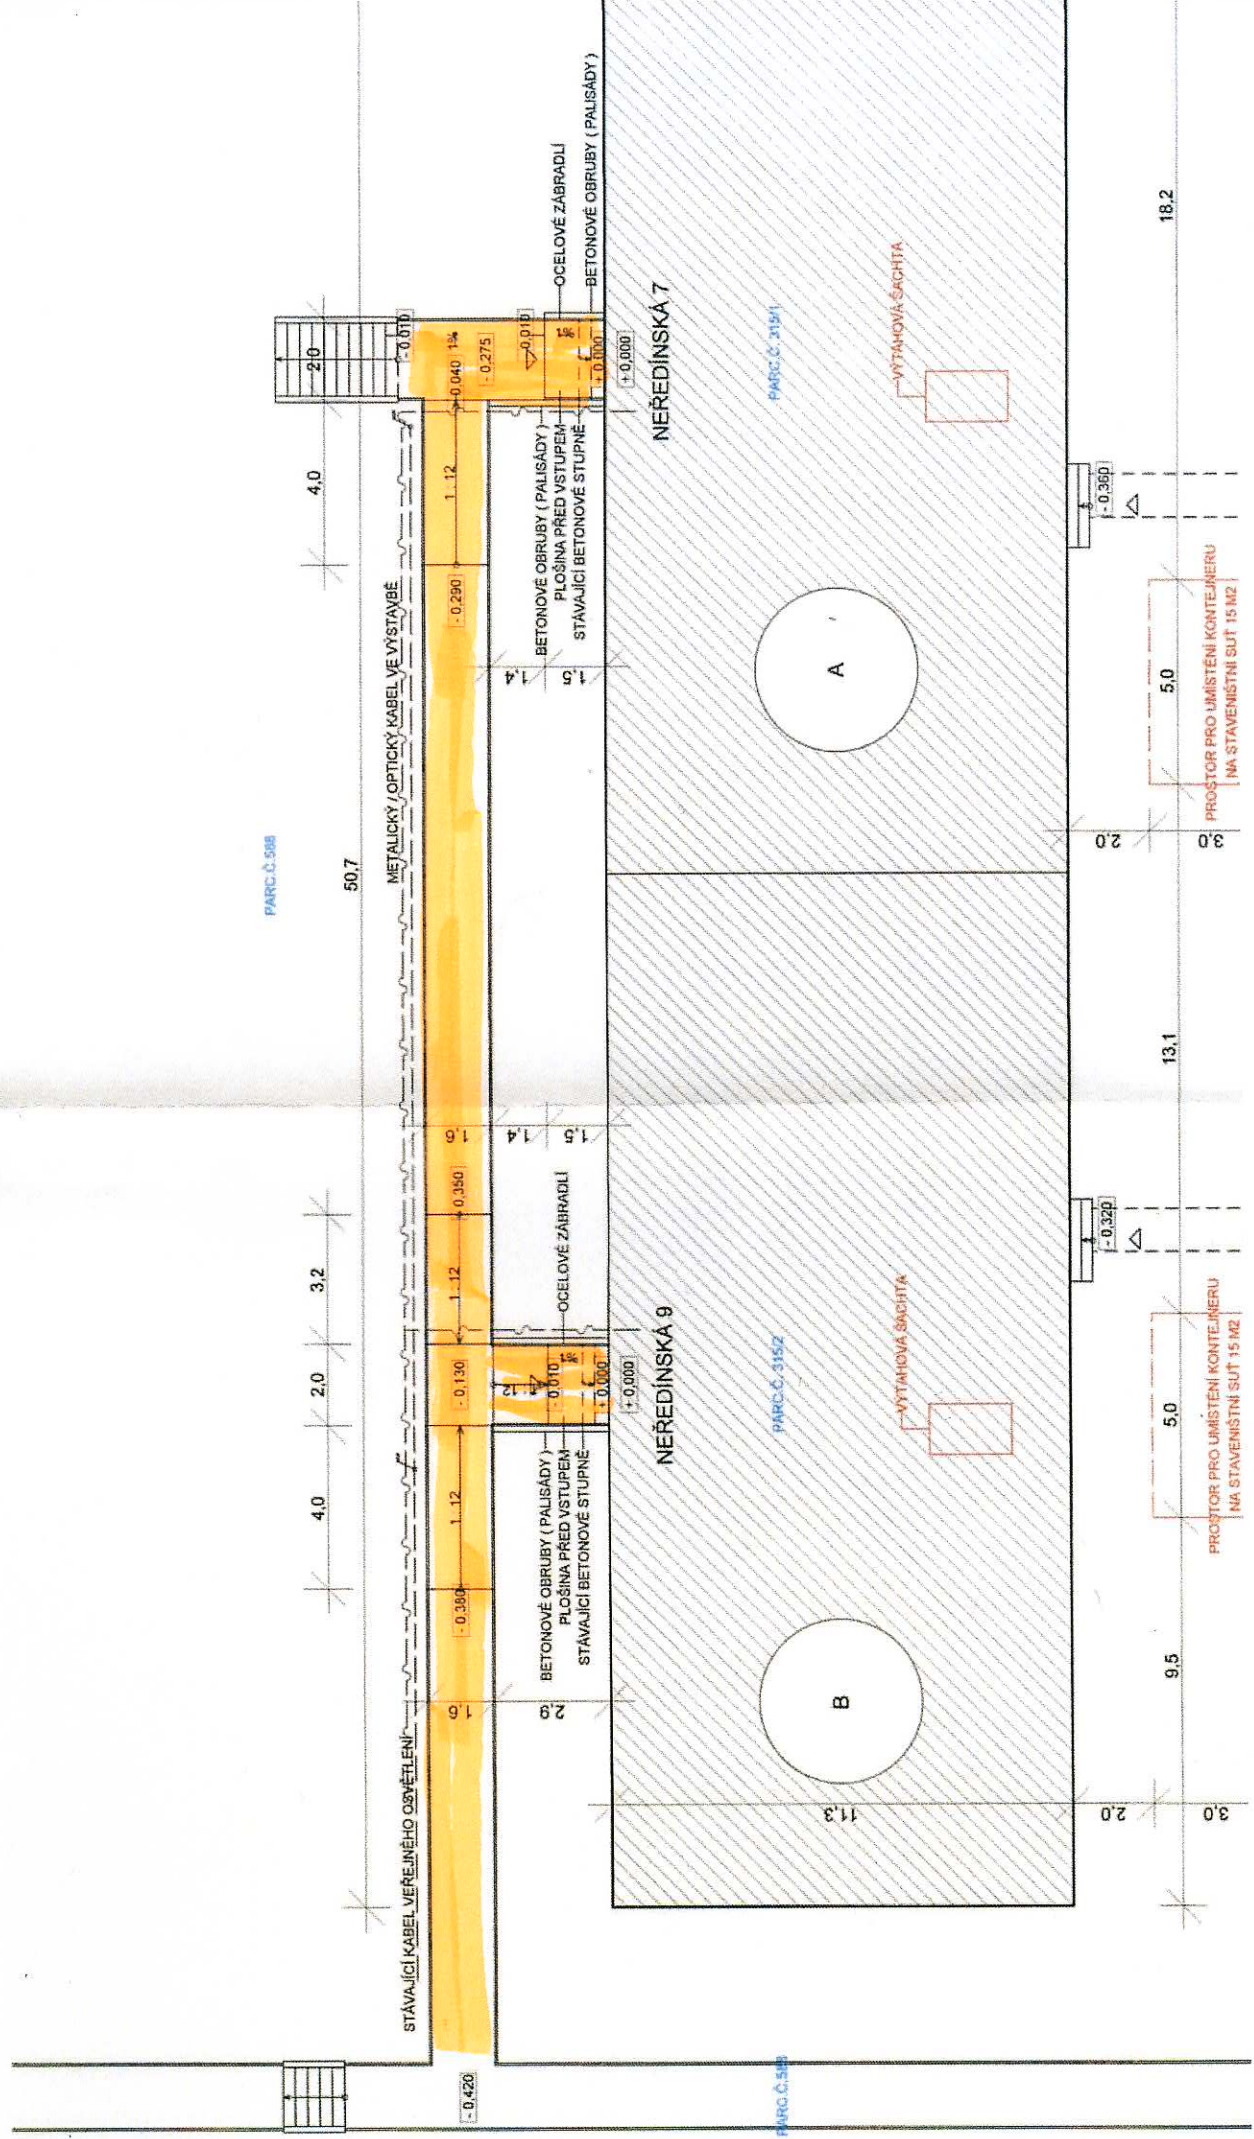 PARC.Č.588
50,7
2,0
4,0
3,2
2,0
4,0
STÁVAJÍCÍ KABEL VEŘEJNÉHO OSVĚTLENÍ
METALICKÝ / OPTICKÝ KABEL VE VÝSTAVBĚ
- 0,420
1,6
- 0,380
1:12
- 0,130
1:12
- 0,350
1,6
- 0,290
1:12
- 0,040
1%
- 0,010
- 0,275
- 0,010
2,9
BETONOVÉ OBRUBY ( PALISÁDY )
PLOŠINA PŘED VSTUPEM
STÁVAJÍCÍ BETONOVÉ STUPNĚ
- 0,010
+ 0,000
+ 0,000
OCELOVÉ ZÁBRADLÍ
1,4
1,5
1,4
1,5
BETONOVÉ OBRUBY ( PALISÁDY )
PLOŠINA PŘED VSTUPEM
STÁVAJÍCÍ BETONOVÉ STUPNĚ
+ 0,000
+ 0,000
OCELOVÉ ZÁBRADLÍ
BETONOVÉ OBRUBY ( PALISÁDY )
NEŘEDÍNSKÁ 9
NEŘEDÍNSKÁ 7
PARC.Č.588
PARC.Č.315/2
PARC.Č.315/1
B
A
11,3
VÝTAHOVÁ ŠACHTA
VÝTAHOVÁ ŠACHTA
- 0,320
- 0,360
2,0
3,0
2,0
3,0
9,5
5,0
13,1
5,0
18,2
PROSTOR PRO UMÍSTĚNÍ KONTEJNERU
NA STAVENIŠTNÍ SUŤ 15 M2
PROSTOR PRO UMÍSTĚNÍ KONTEJNERU
NA STAVENIŠTNÍ SUŤ 15 M2